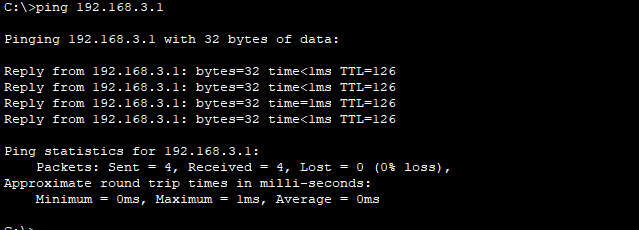 C:\>ping 192.168.3.1
Pinging 192.168.3.1 with 32 bytes of data:
Reply from 192.168.3.1: bytes=32 time<1ms TTL=126
Reply from 192.168.3.1: bytes=32 time<1ms TTL=126
Reply from 192.168.3.1: bytes=32 time=1ms TTL=126
Reply from 192.168.3.1: bytes=32 time<1ms TTL=126
Ping statistics for 192.168.3.1:
Packets: Sent = 4, Received = 4, Lost = 0 (0% loss),
Approximate round trip times in milli-seconds:
Minimum = 0ms, Maximum = 1ms, Average = 0ms
C:\>